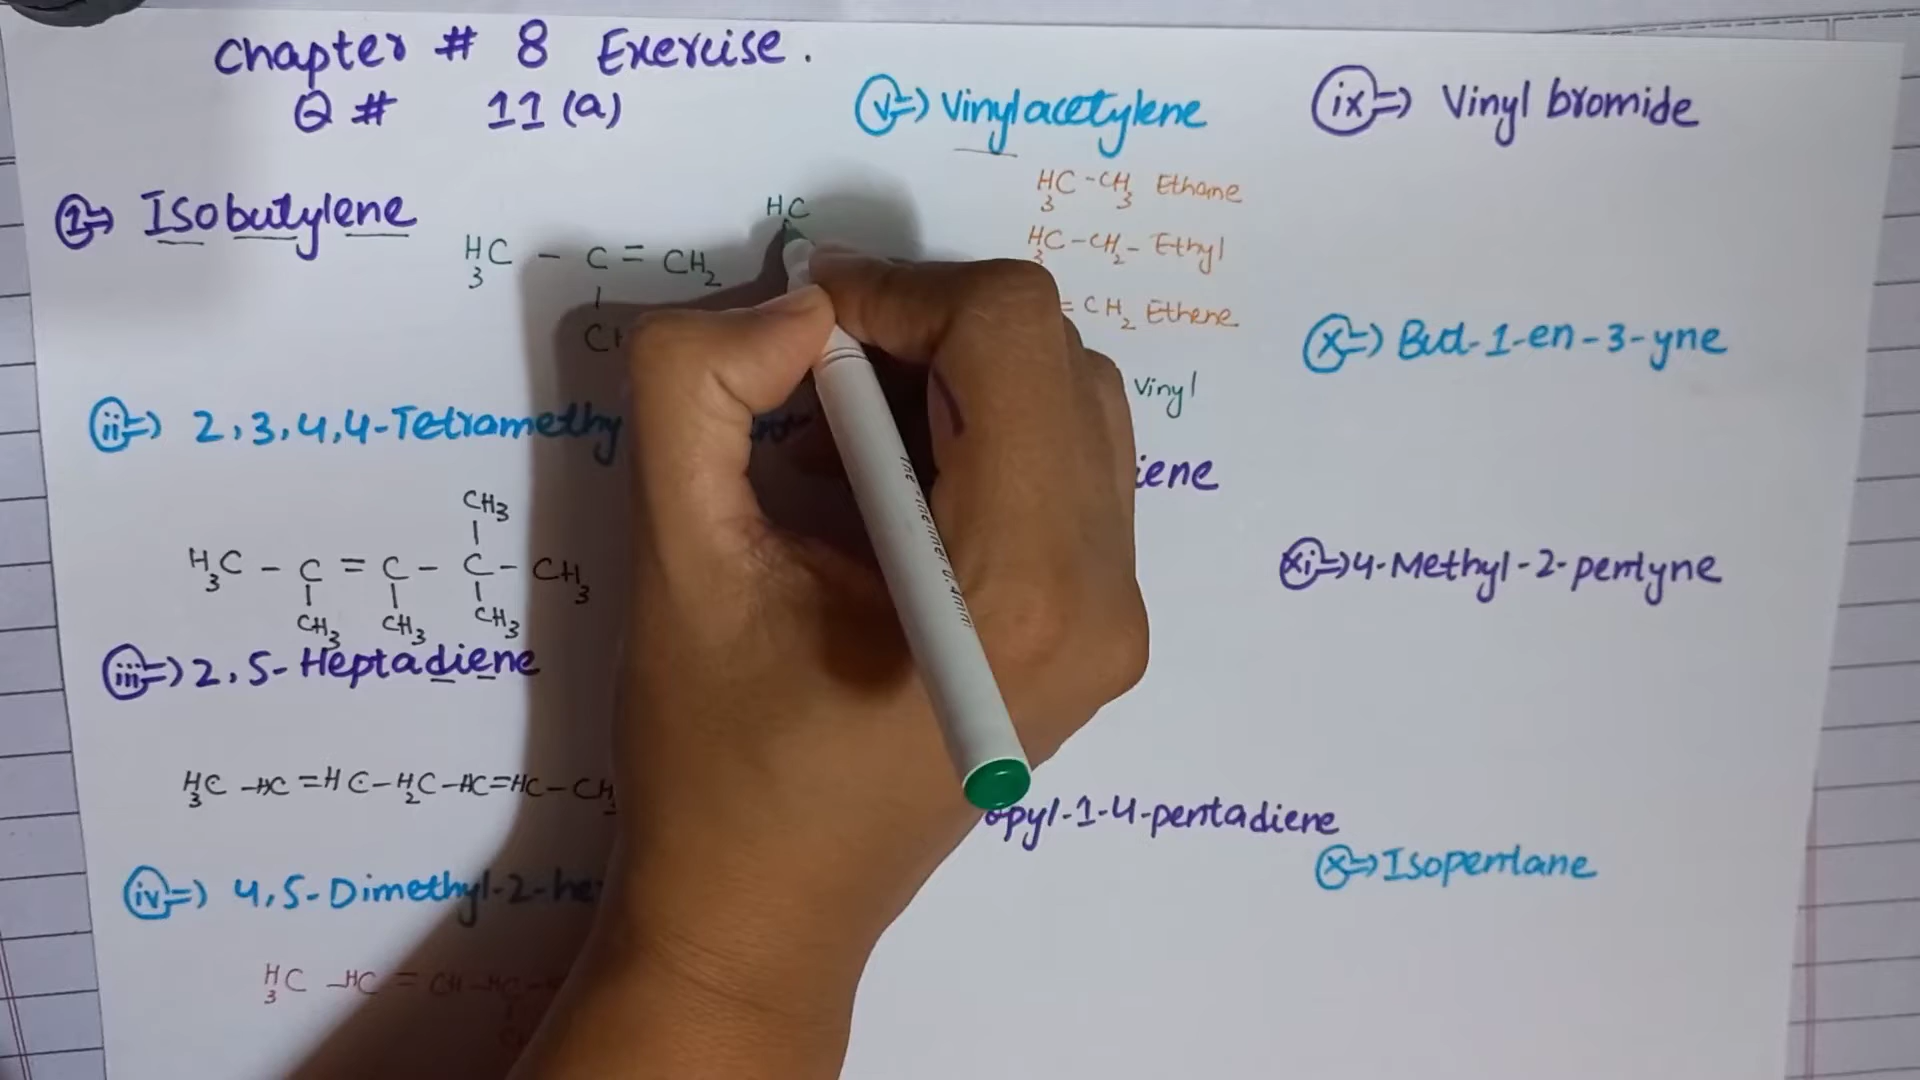 Chapter # 8 Exercise.
Q # 11 (a)
i => Isobutylene
H3C - C = CH2
CH
ii => 2,3,4,4-Tetramethy
CH3
H3C - C = C - C - CH3
CH3 CH3 CH3
iii => 2,5-Heptadiene
H3C -HC =HC-H2C-HC=HC-CH3
iv => 4,5-Dimethyl-2-he
H3C -HC = CH -HC
v => Vinylacetylene
HC
H3C -CH3 Ethane
H3C -CH2- Ethyl
= CH2 Ethene
Vinyl
iene
opyl-1-4-pentadiene
ix => Vinyl bromide
x => But-1-en-3-yne
xi => 4-Methyl-2-pentyne
x => Isopentane